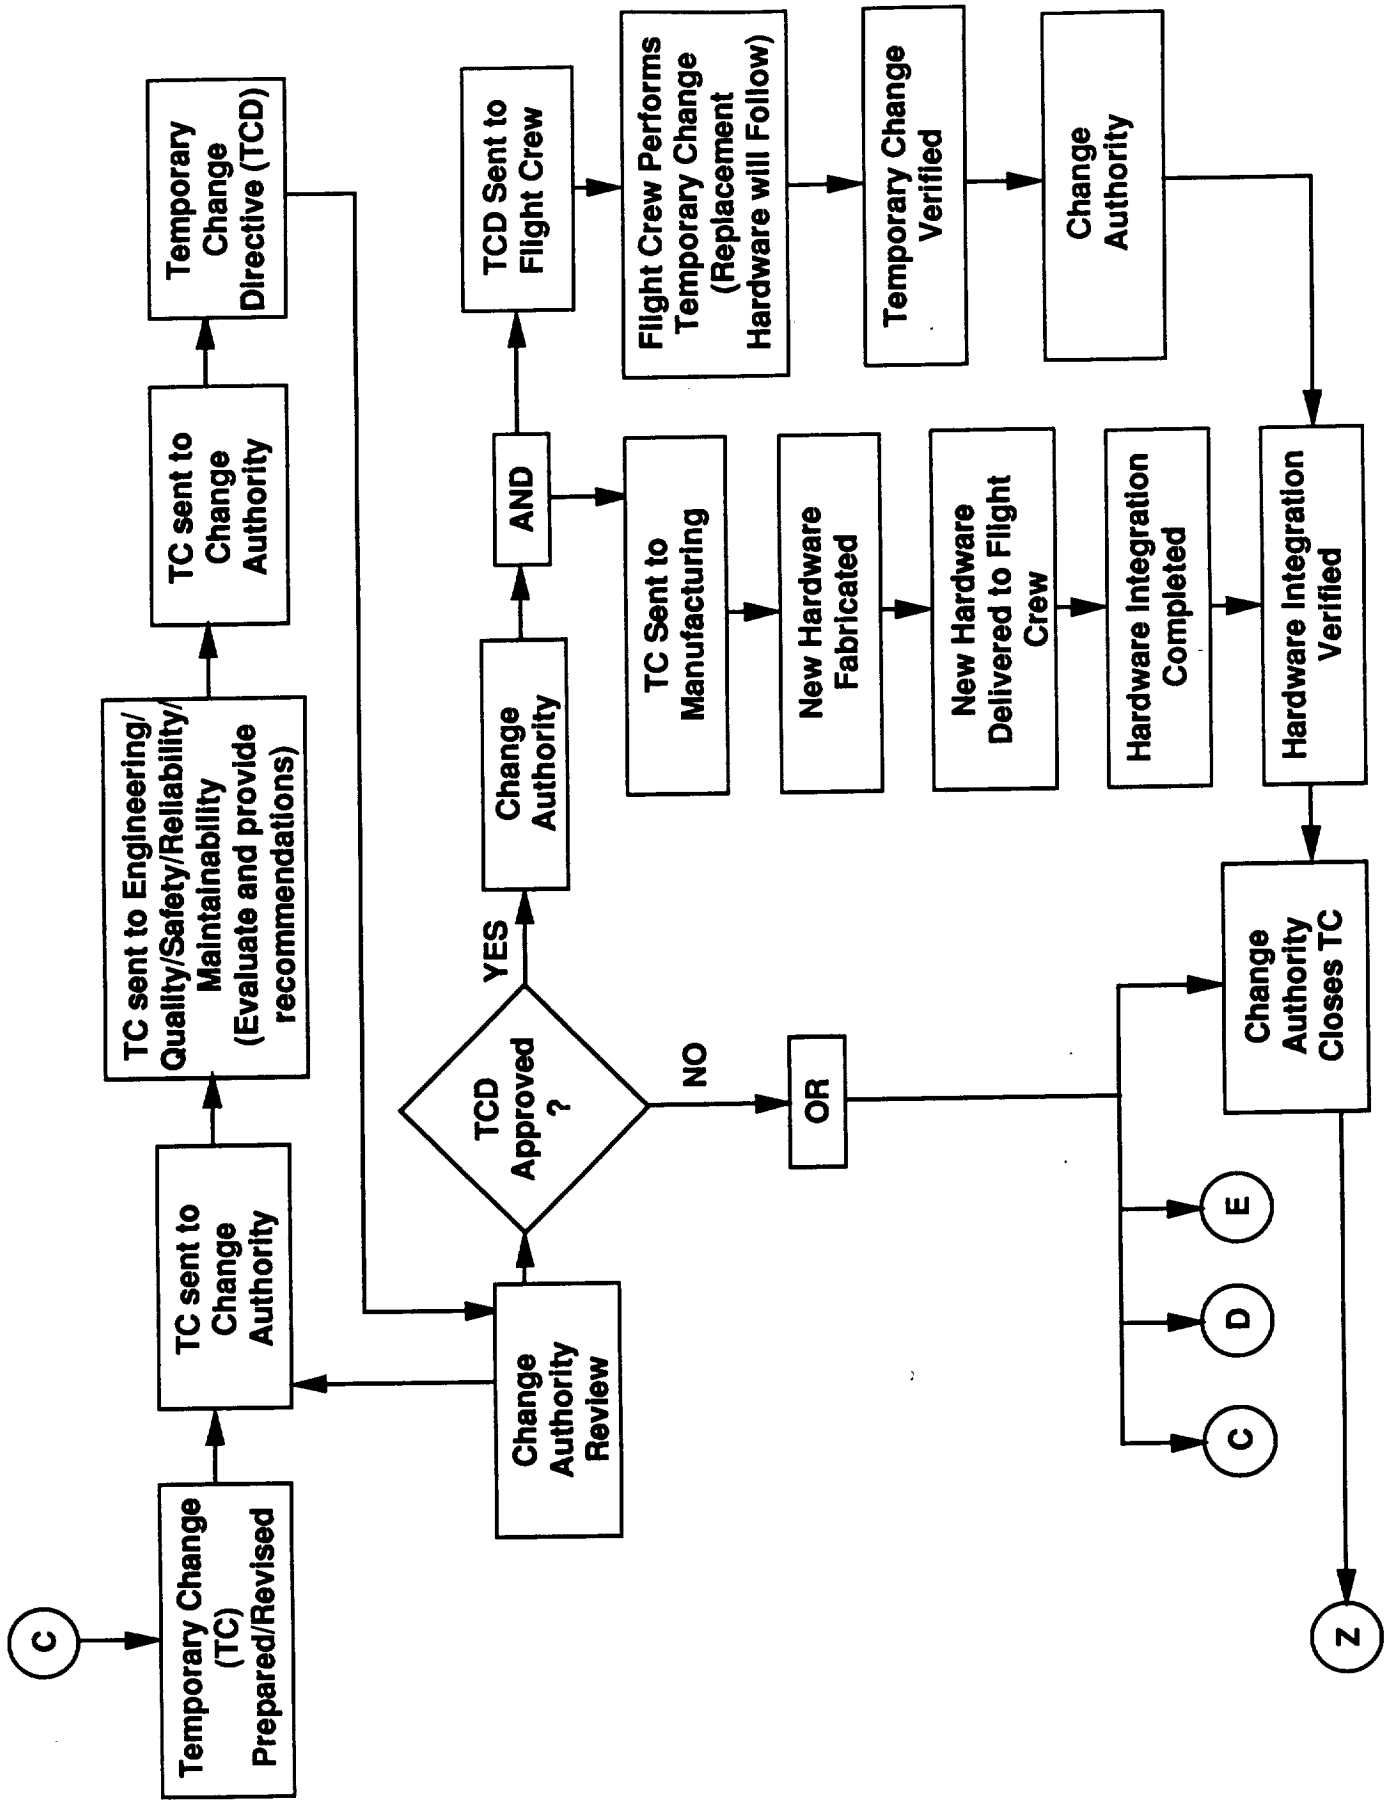 C
Temporary Change
(TC)
Prepared/Revised
TC sent to
Change
Authority
TC sent to Engineering/
Quality/Safety/Reliability/
Maintainability
(Evaluate and provide
recommendations)
TC sent to
Change
Authority
Temporary
Change
Directive (TCD)
Change
Authority
Review
TCD
Approved
?
YES
NO
Change
Authority
AND
TCD Sent to
Flight Crew
Flight Crew Performs
Temporary Change
(Replacement
Hardware will Follow)
Temporary Change
Verified
Change
Authority
TC Sent to
Manufacturing
New Hardware
Fabricated
New Hardware
Delivered to Flight
Crew
Hardware Integration
Completed
Hardware Integration
Verified
OR
C
D
E
Change
Authority
Closes TC
Z